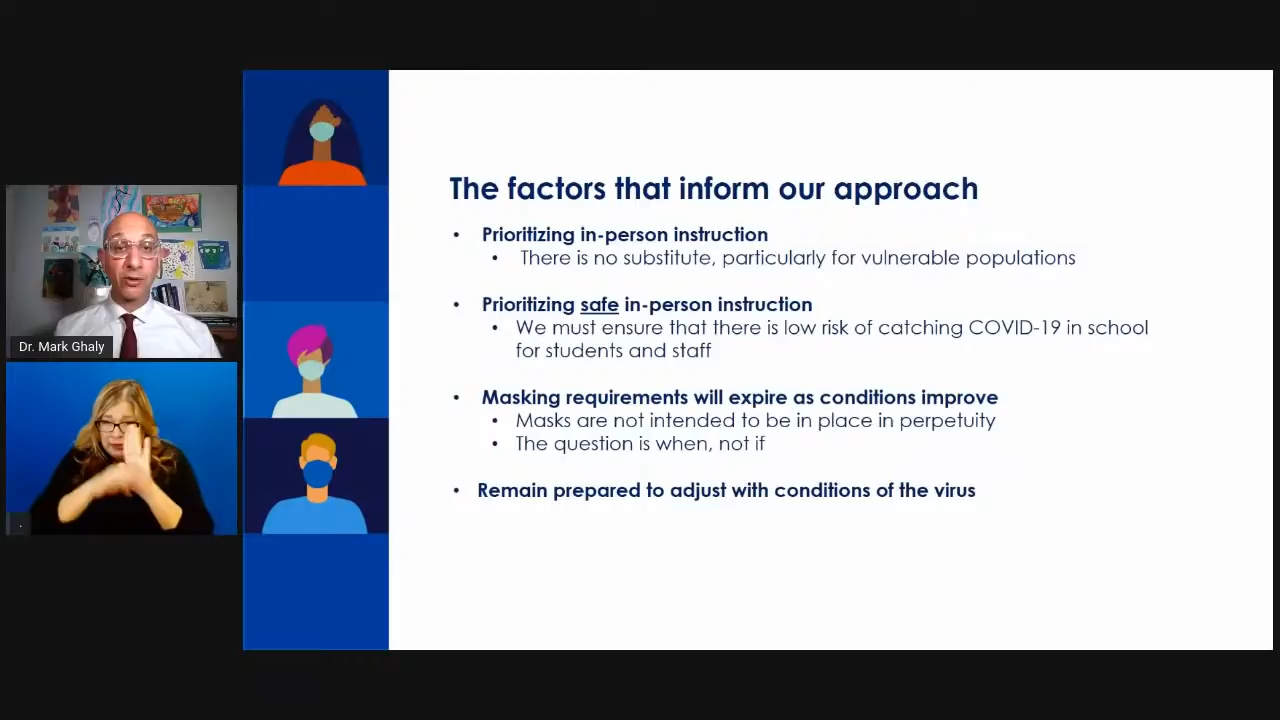 The factors that inform our approach
• Prioritizing in-person instruction
• There is no substitute, particularly for vulnerable populations
• Prioritizing safe in-person instruction
• We must ensure that there is low risk of catching COVID-19 in school
for students and staff
• Masking requirements will expire as conditions improve
• Masks are not intended to be in place in perpetuity
• The question is when, not if
• Remain prepared to adjust with conditions of the virus
Dr. Mark Ghaly
.